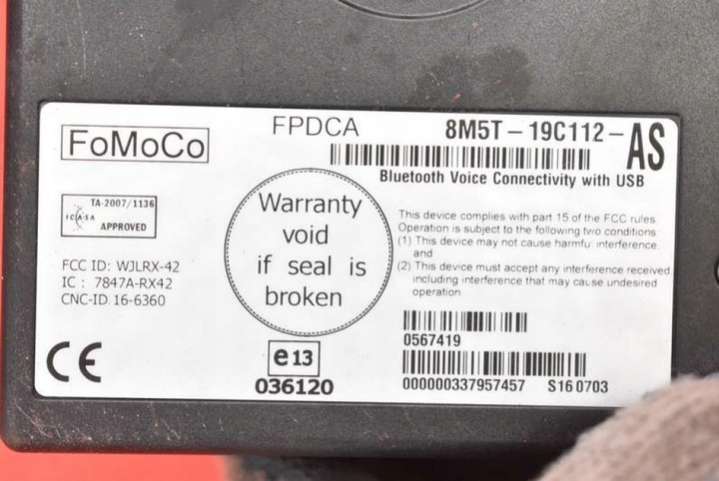 FoMoCo
FPDCA
8M5T-19C112-AS
Bluetooth Voice Connectivity with USB
TA-2007/1136
ICASA
APPROVED
FCC ID: WJLRX-42
IC : 7847A-RX42
CNC-ID 16-6360
Warranty
void
if seal is
broken
This device complies with part 15 of the FCC rules
Operation is subject to the following two conditions
(1) This device may not cause harmfu interference
and
(2) This device must accept any interference received
including interference that may cause undesired
operation
CE
e13
036120
0567419
000000337957457 S16 0703